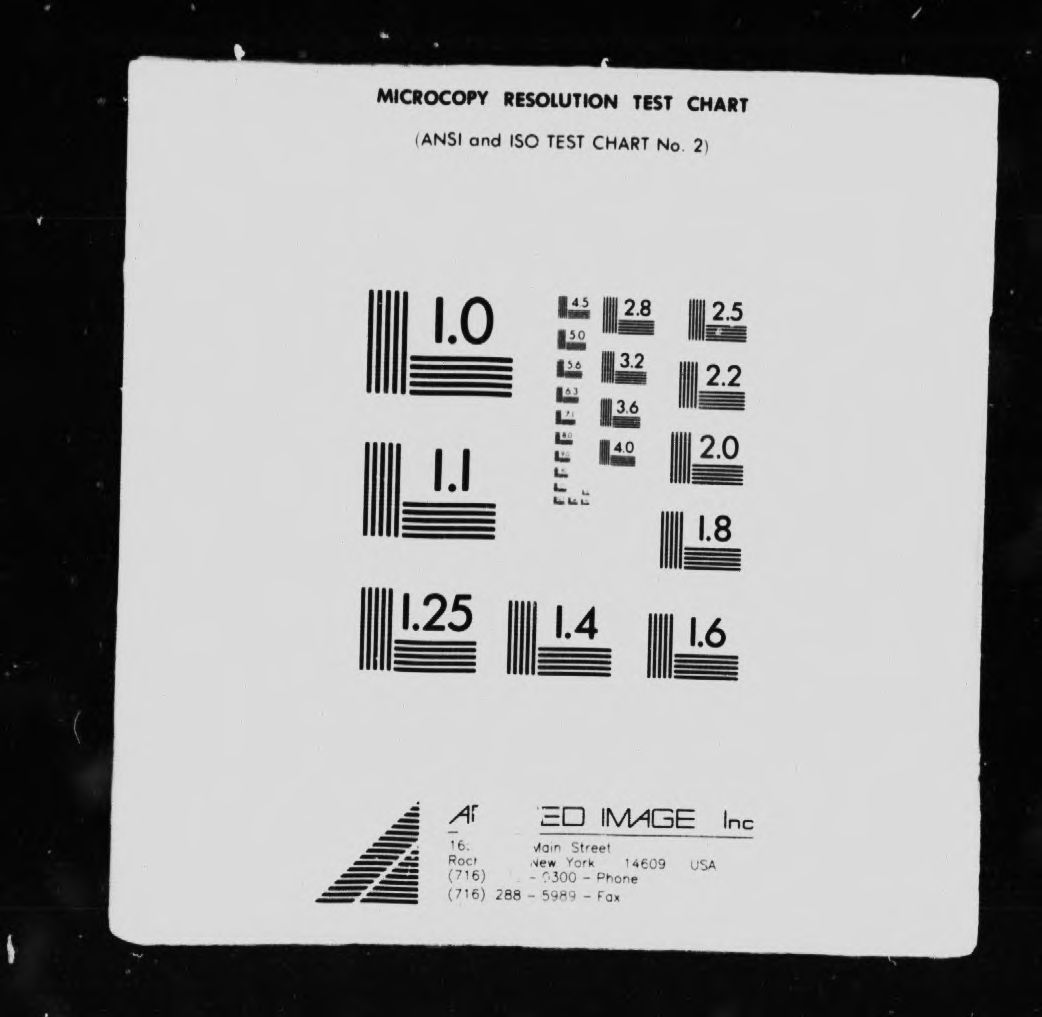 MICROCOPY RESOLUTION TEST CHART
(ANSI and ISO TEST CHART No. 2)
1.0
1.1
1.25
1.4
1.6
1.8
2.0
2.2
2.5
2.8
3.2
3.6
4.0
4.5
5.0
5.6
6.3
7.1
8.0
IMAGE Inc
Main Street
New York 14609 USA
(716) - 0300 - Phone
(716) 288 - 5989 - Fax